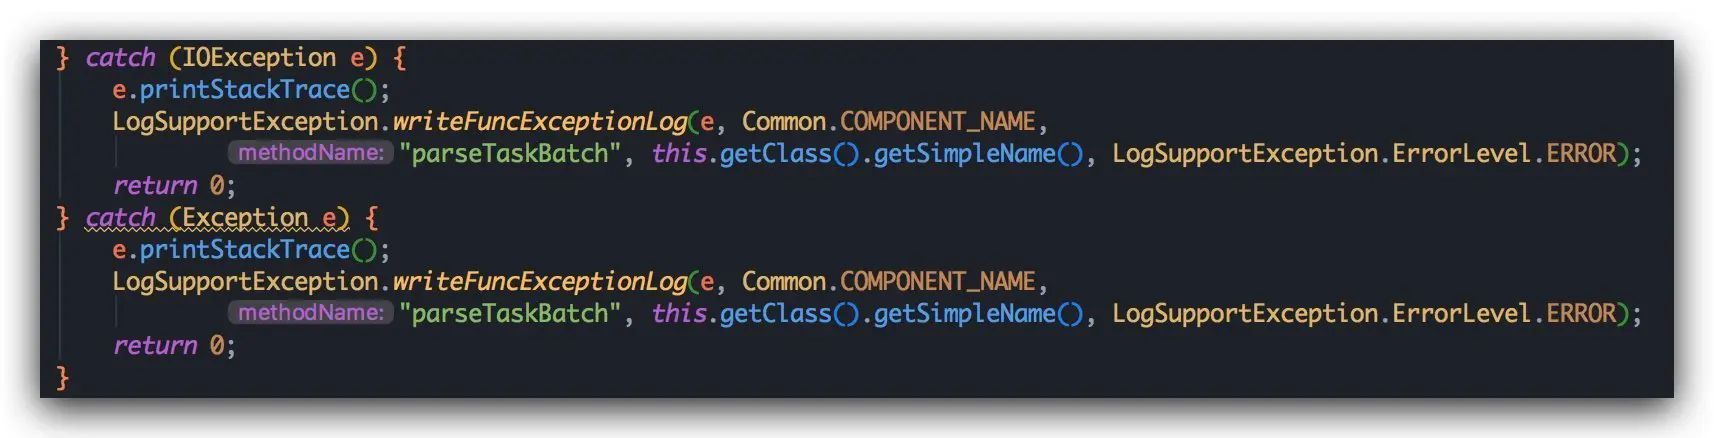 } catch (IOException e) {
e.printStackTrace();
LogSupportException.writeFuncExceptionLog(e, Common.COMPONENT_NAME,
methodName: "parseTaskBatch", this.getClass().getSimpleName(), LogSupportException.ErrorLevel.ERROR);
return 0;
} catch (Exception e) {
e.printStackTrace();
LogSupportException.writeFuncExceptionLog(e, Common.COMPONENT_NAME,
methodName: "parseTaskBatch", this.getClass().getSimpleName(), LogSupportException.ErrorLevel.ERROR);
return 0;
}